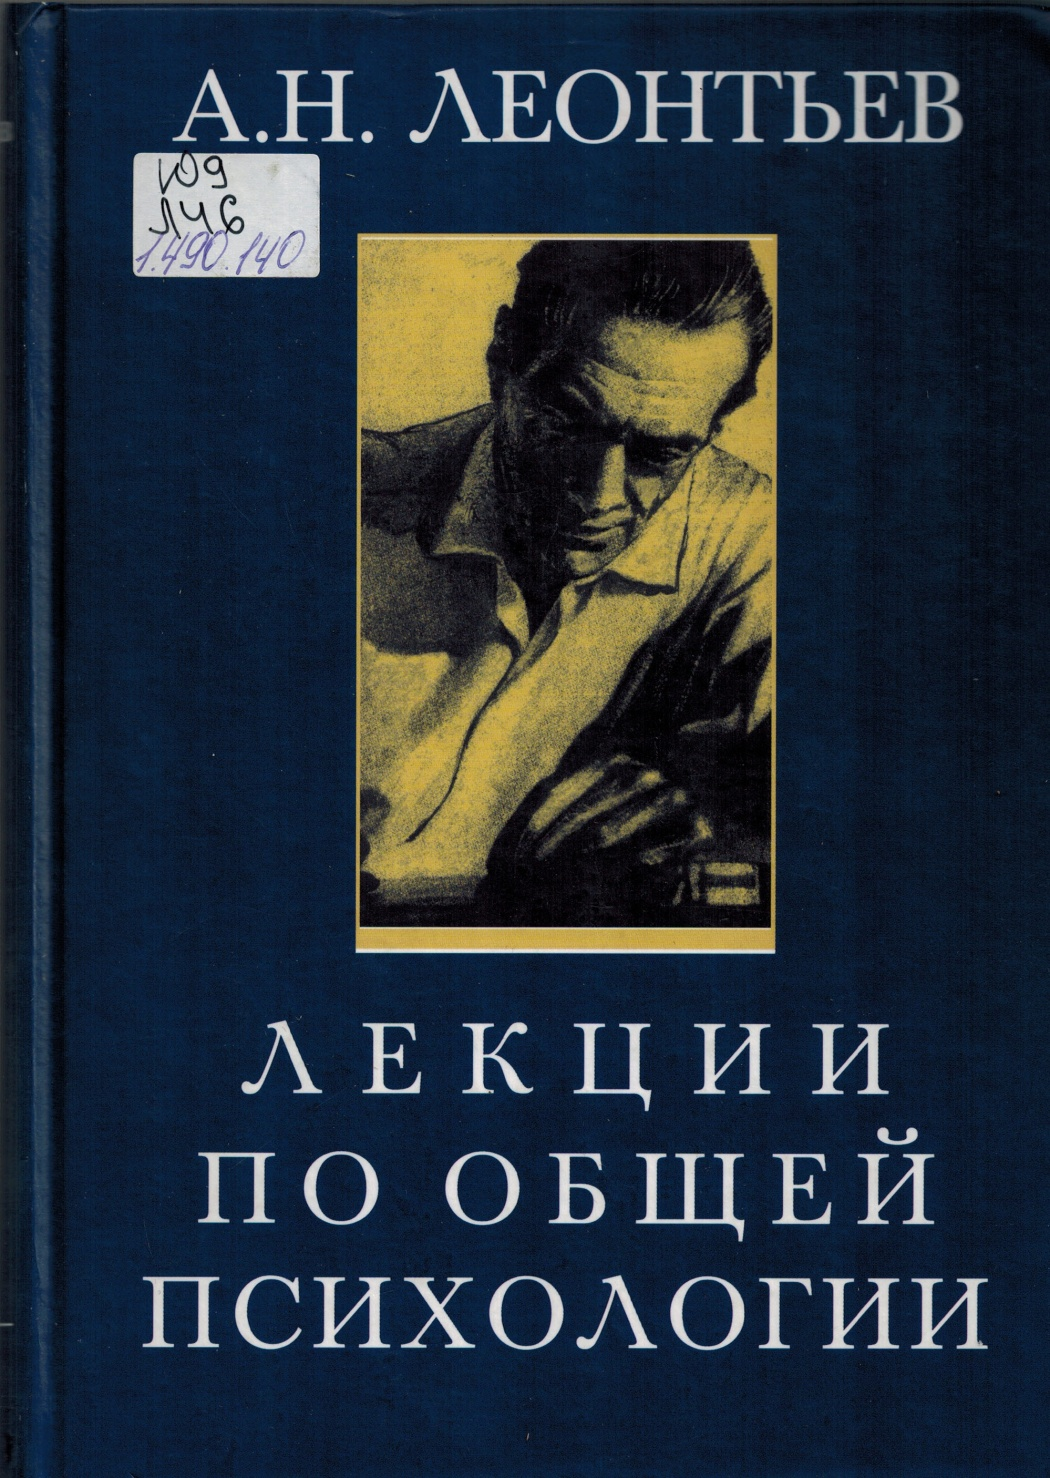 А.Н. ЛЕОНТЬЕВ
Ю9
Л46
1.490.140
ЛЕКЦИИ
ПО ОБЩЕЙ
ПСИХОЛОГИИ